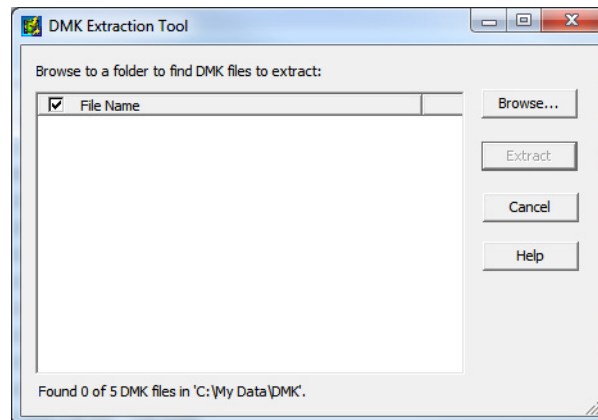 DMK Extraction Tool
Browse to a folder to find DMK files to extract:
File Name
Browse...
Extract
Cancel
Help
Found 0 of 5 DMK files in 'C:\My Data\DMK'.